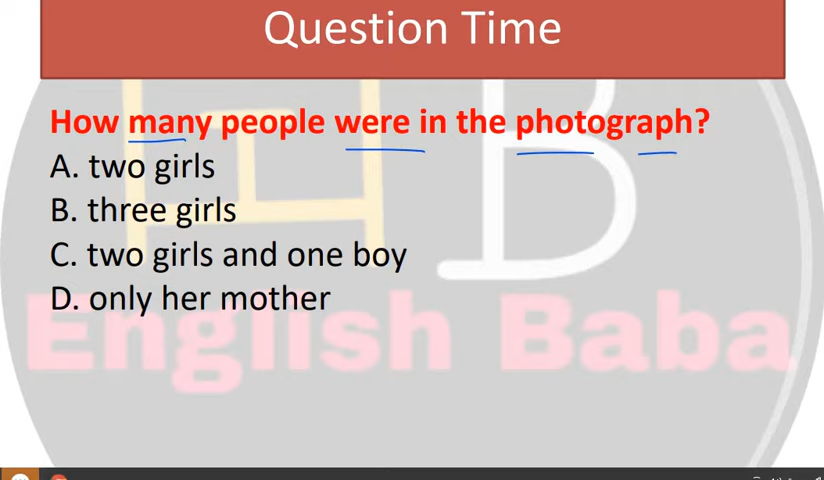 Question Time
How many people were in the photograph?
A. two girls
B. three girls
C. two girls and one boy
D. only her mother
EB
English Baba